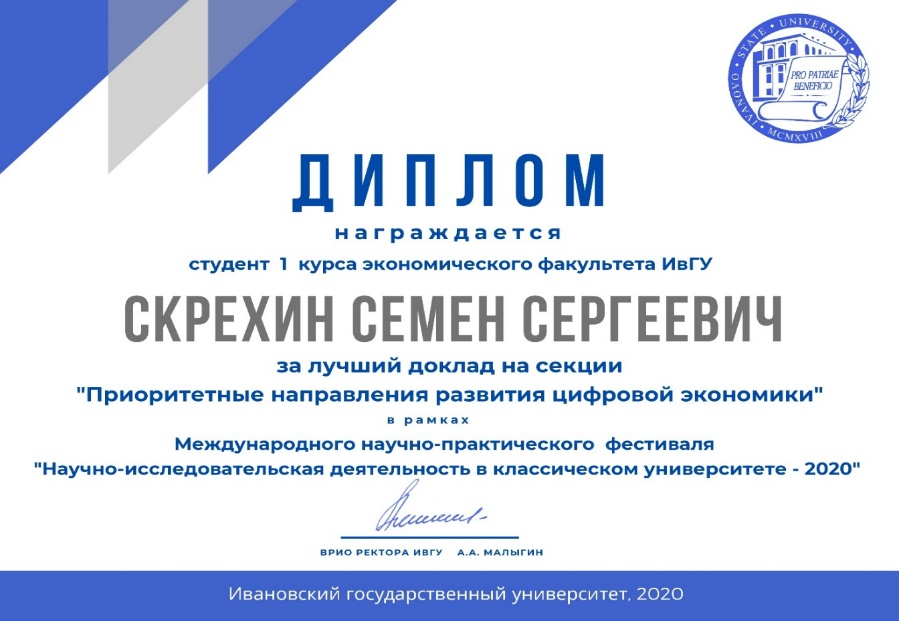 IVANOVO • STATE • UNIVERSITY
PRO PATRIAE
BENEFICIO
MCMXVIII
ДИПЛОМ
награждается
студент 1 курса экономического факультета ИвГУ
СКРЕХИН СЕМЕН СЕРГЕЕВИЧ
за лучший доклад на секции
"Приоритетные направления развития цифровой экономики"
в рамках
Международного научно-практического фестиваля
"Научно-исследовательская деятельность в классическом университете - 2020"
ВРИО РЕКТОРА ИВГУ А.А. МАЛЫГИН
Ивановский государственный университет, 2020